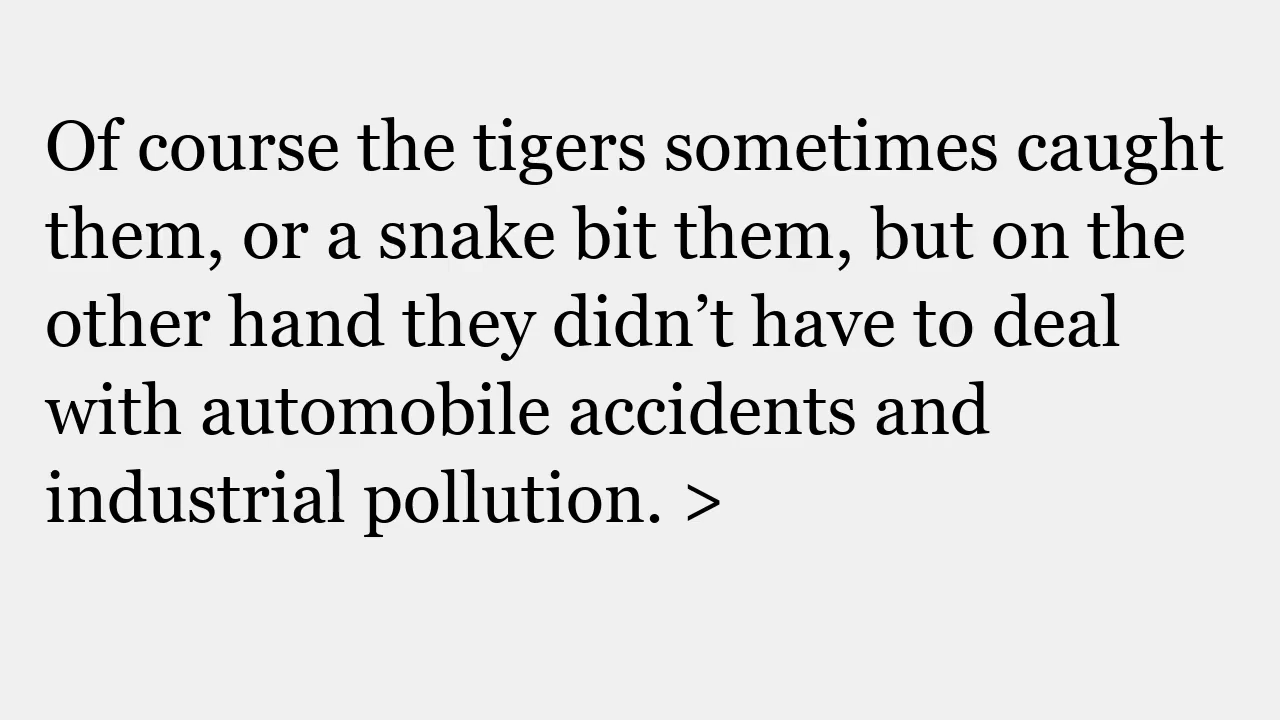 Of course the tigers sometimes caught
them, or a snake bit them, but on the
other hand they didn’t have to deal
with automobile accidents and
industrial pollution. >